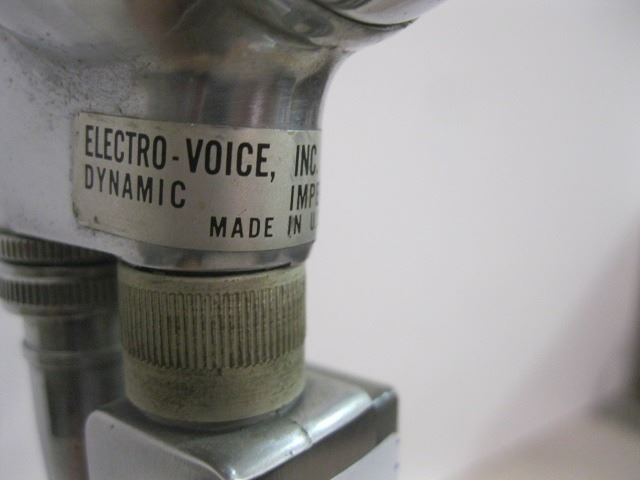 ELECTRO-VOICE, INC.
DYNAMIC
MADE IN U